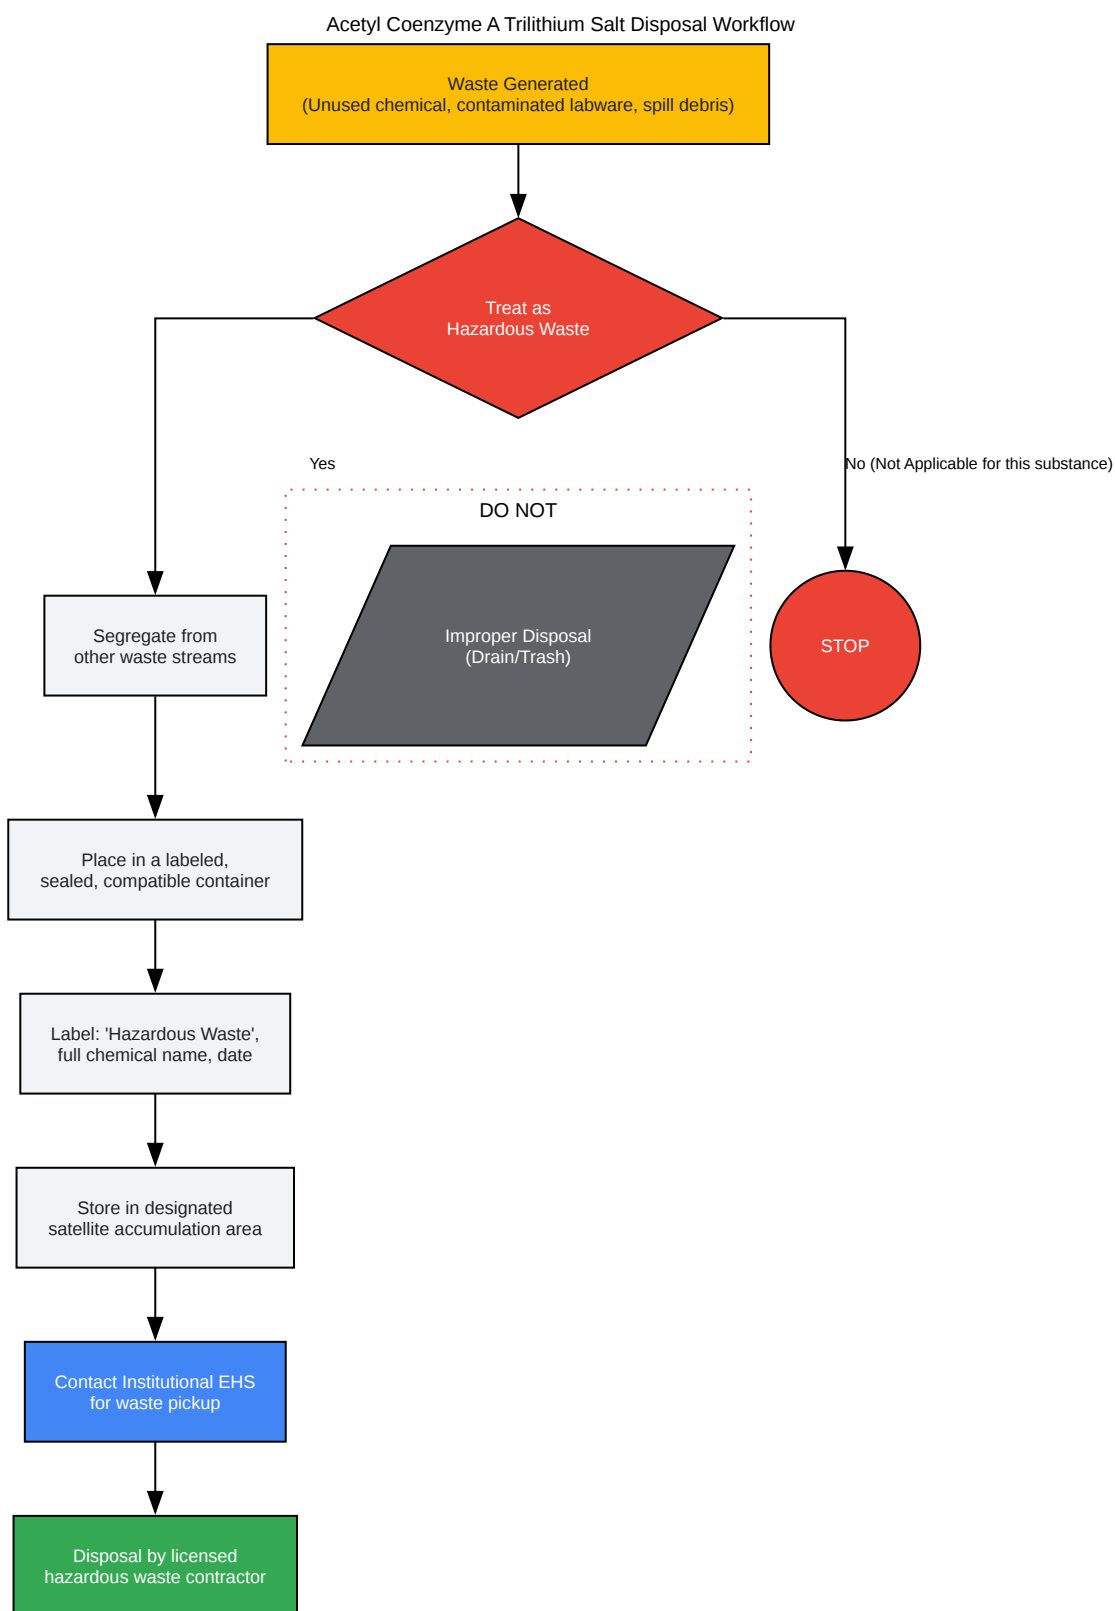 Acetyl Coenzyme A Trilithium Salt Disposal Workflow
Waste Generated
(Unused chemical, contaminated labware, spill debris)
Treat as
Hazardous Waste
Yes
No (Not Applicable for this substance)
DO NOT
Improper Disposal
(Drain/Trash)
STOP
Segregate from
other waste streams
Place in a labeled,
sealed, compatible container
Label: 'Hazardous Waste',
full chemical name, date
Store in designated
satellite accumulation area
Contact Institutional EHS
for waste pickup
Disposal by licensed
hazardous waste contractor